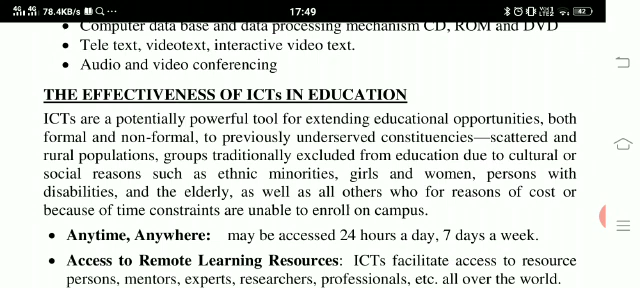 4G 4G 78.4KB/s 17:49 42
• Computer data base and data processing mechanism CD, ROM and DVD
• Tele text, videotext, interactive video text.
• Audio and video conferencing
THE EFFECTIVENESS OF ICTs IN EDUCATION
ICTs are a potentially powerful tool for extending educational opportunities, both
formal and non-formal, to previously underserved constituencies—scattered and
rural populations, groups traditionally excluded from education due to cultural or
social reasons such as ethnic minorities, girls and women, persons with
disabilities, and the elderly, as well as all others who for reasons of cost or
because of time constraints are unable to enroll on campus.
• Anytime, Anywhere: may be accessed 24 hours a day, 7 days a week.
• Access to Remote Learning Resources: ICTs facilitate access to resource
persons, mentors, experts, researchers, professionals, etc. all over the world.